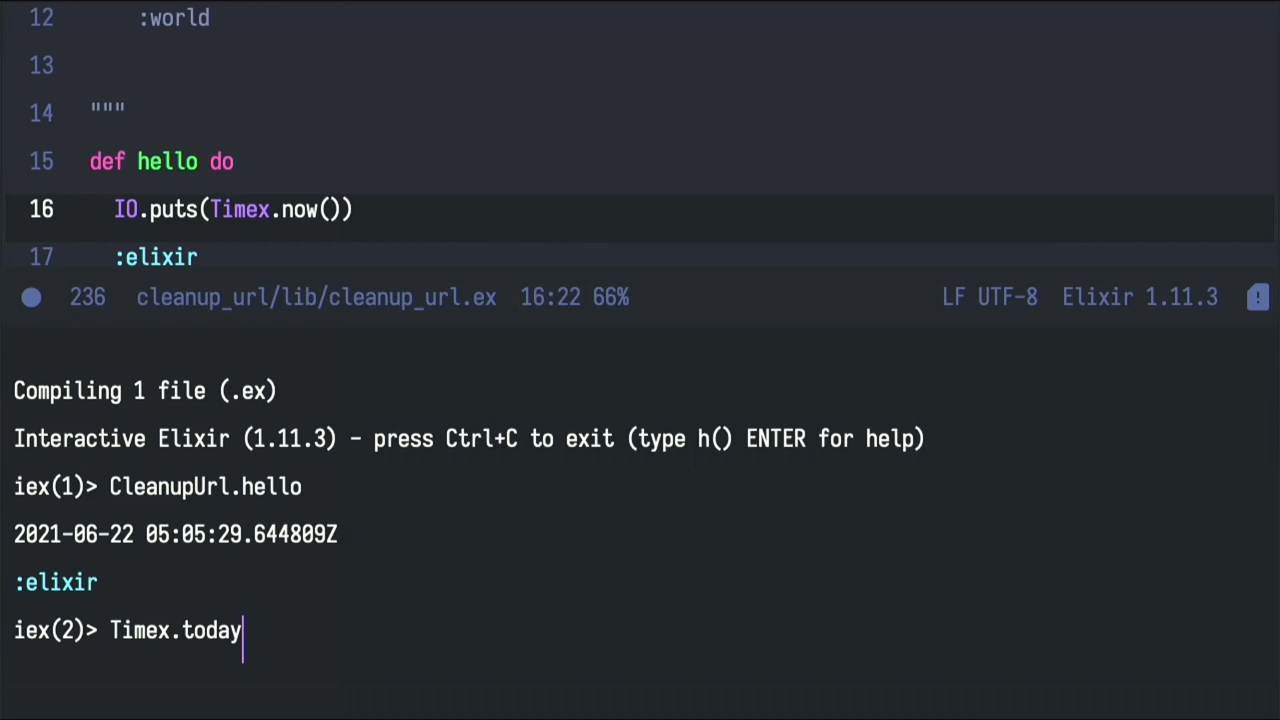 12 :world
13
14 """
15 def hello do
16 IO.puts(Timex.now())
17 :elixir
236 cleanup_url/lib/cleanup_url.ex 16:22 66% LF UTF-8 Elixir 1.11.3 !
Compiling 1 file (.ex)
Interactive Elixir (1.11.3) - press Ctrl+C to exit (type h() ENTER for help)
iex(1)> CleanupUrl.hello
2021-06-22 05:05:29.644809Z
:elixir
iex(2)> Timex.today